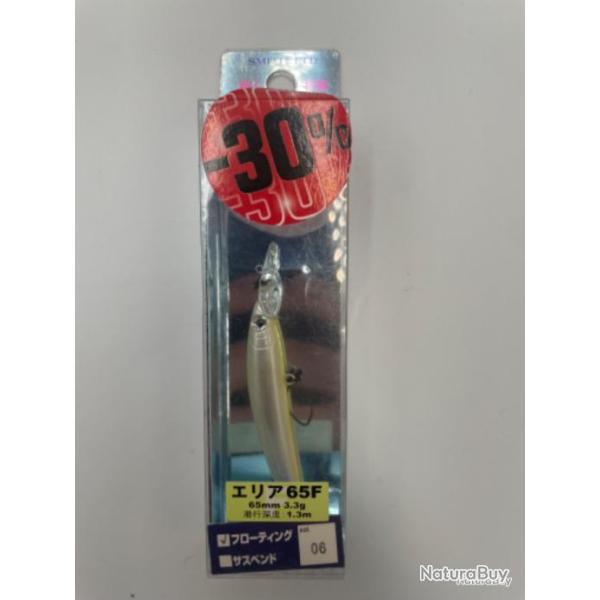 SMITH LTD
-30%
エリア65F
65mm 3.3g
潜行深度:1.3m
フローティング
サスペンド
06
NaturaBuy